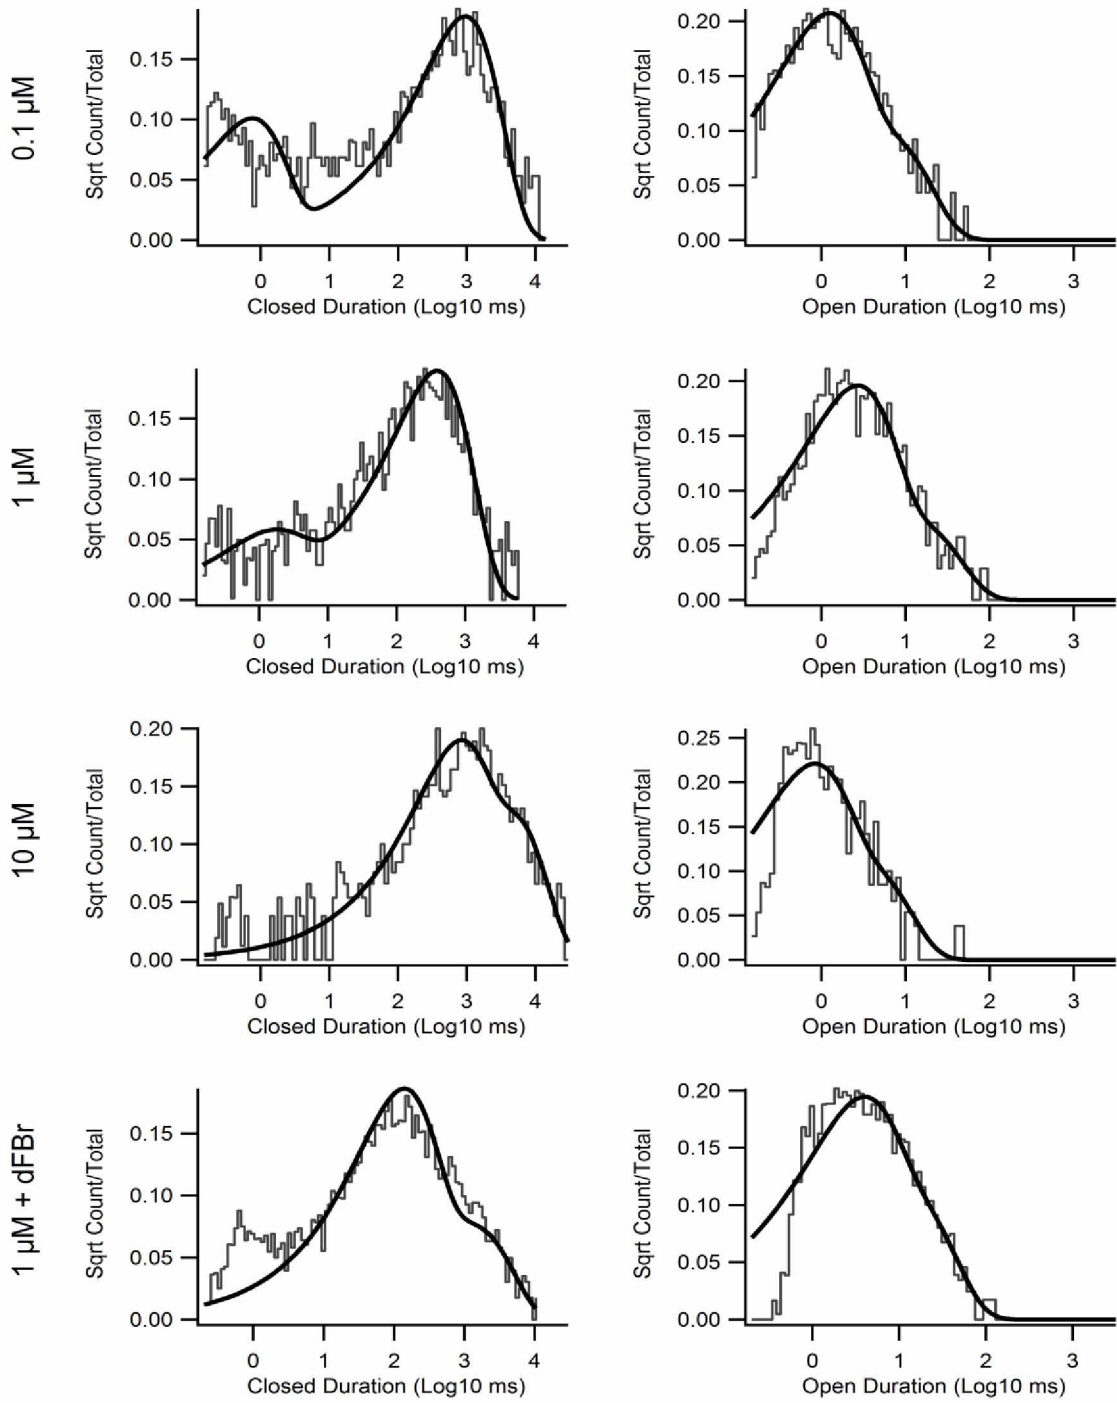 0.1 µM
Sqrt Count/Total
0.15
0.10
0.05
0.00
0 1 2 3 4
Closed Duration (Log10 ms)
Sqrt Count/Total
0.20
0.15
0.10
0.05
0.00
0 1 2 3
Open Duration (Log10 ms)
1 µM
Sqrt Count/Total
0.15
0.10
0.05
0.00
0 1 2 3 4
Closed Duration (Log10 ms)
Sqrt Count/Total
0.20
0.15
0.10
0.05
0.00
0 1 2 3
Open Duration (Log10 ms)
10 µM
Sqrt Count/Total
0.20
0.15
0.10
0.05
0.00
0 1 2 3 4
Closed Duration (Log10 ms)
Sqrt Count/Total
0.25
0.20
0.15
0.10
0.05
0.00
0 1 2 3
Open Duration (Log10 ms)
1 µM + dFBr
Sqrt Count/Total
0.15
0.10
0.05
0.00
0 1 2 3 4
Closed Duration (Log10 ms)
Sqrt Count/Total
0.20
0.15
0.10
0.05
0.00
0 1 2 3
Open Duration (Log10 ms)